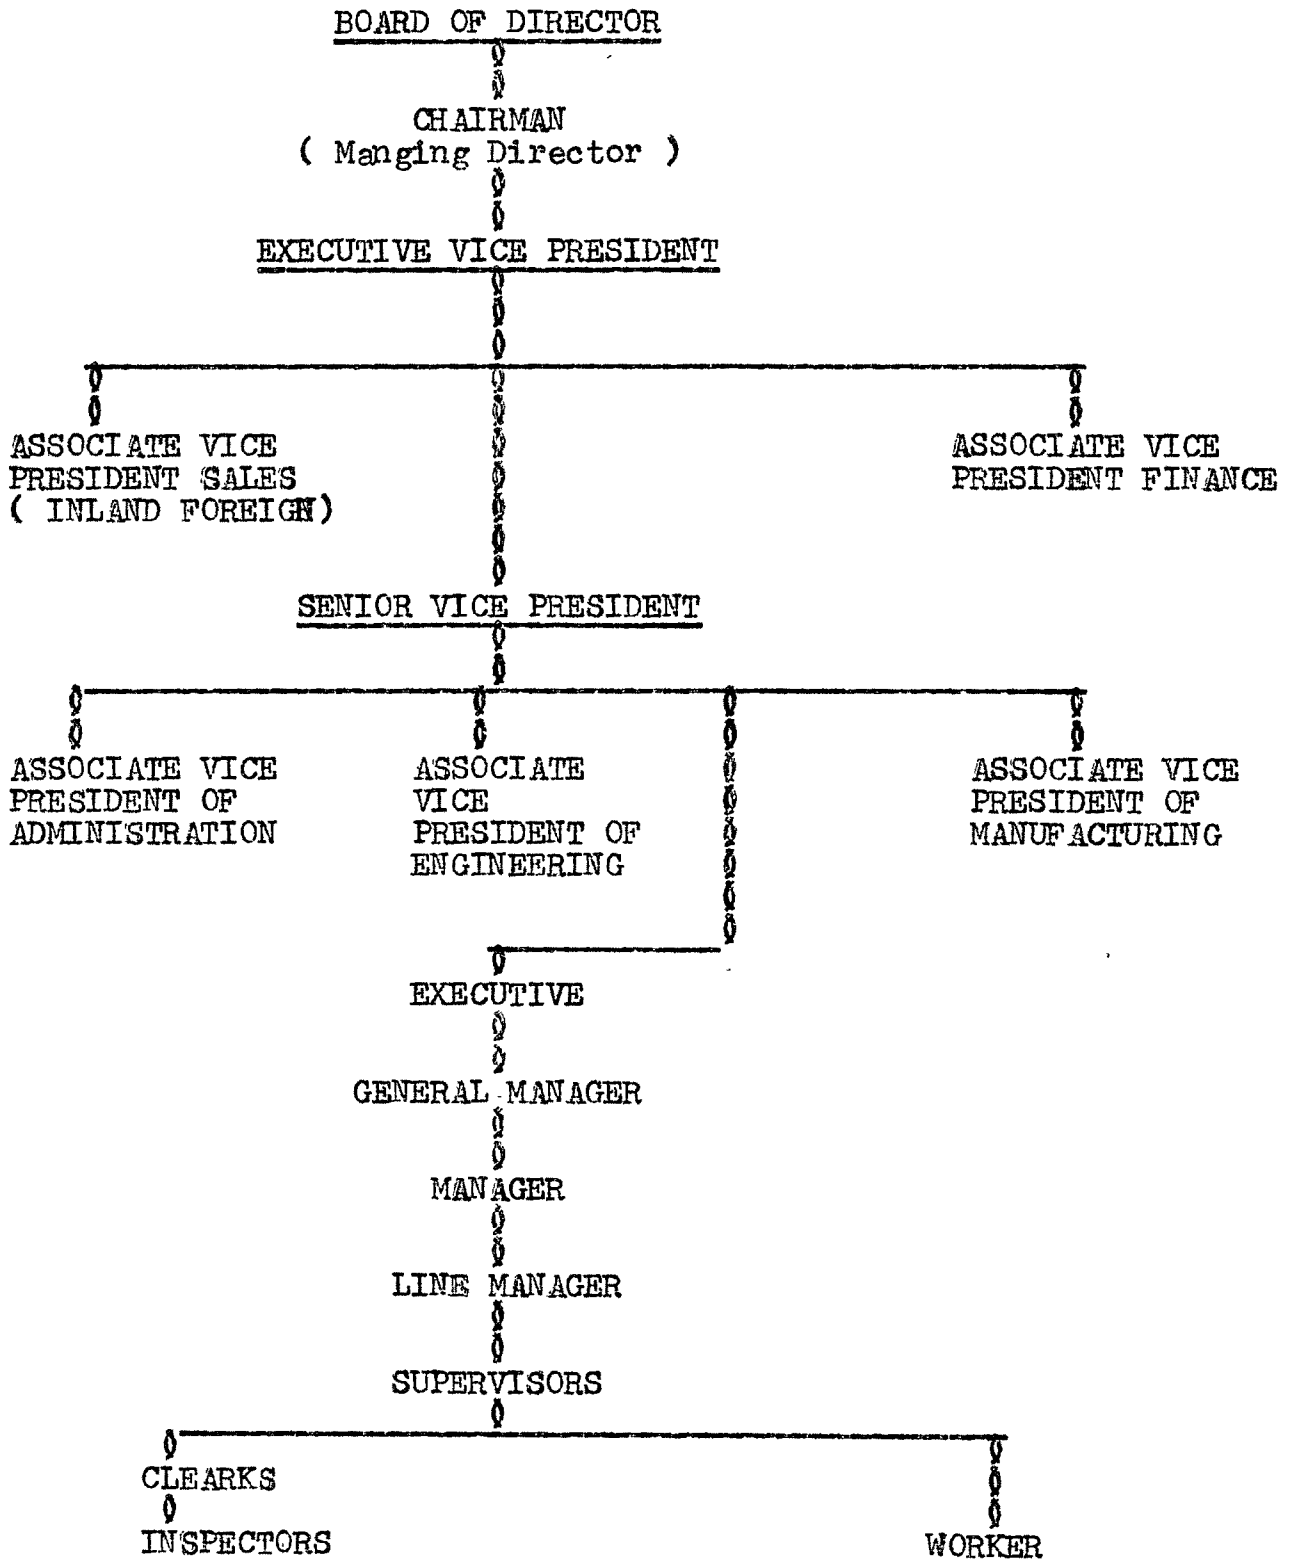 BOARD OF DIRECTOR
CHAIRMAN
( Manging Director )
EXECUTIVE VICE PRESIDENT
ASSOCIATE VICE
PRESIDENT SALES
( INLAND FOREIGN)
ASSOCIATE VICE
PRESIDENT FINANCE
SENIOR VICE PRESIDENT
ASSOCIATE VICE
PRESIDENT OF
ADMINISTRATION
ASSOCIATE
VICE
PRESIDENT OF
ENGINEERING
ASSOCIATE VICE
PRESIDENT OF
MANUFACTURING
EXECUTIVE
GENERAL MANAGER
MANAGER
LINE MANAGER
SUPERVISORS
CLEARKS
INSPECTORS
WORKER